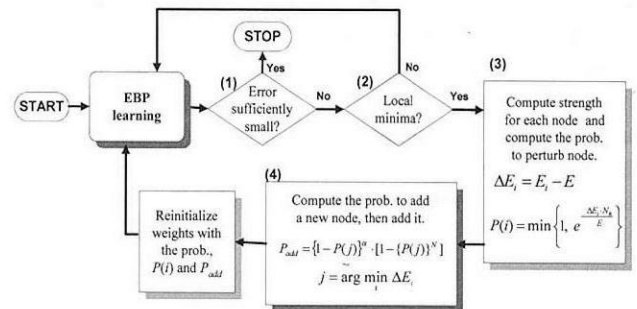 STOP
(1)
Yes
(2)
No
(3)
START
EBP
learning
Error
sufficiently
small?
No
Local
minima?
Yes
Compute strength
for each node and
compute the prob.
to perturb node.
ΔE_i = E_i − E
P(i) = min{1, e^{ΔE_i·N_h / E}}
(4)
Compute the prob. to add
a new node, then add it.
P_add = {1 − P(j)}^α · [1 − {P(j)}^N]
j = arg min_i ΔE_i
Reinitialize
weights with
the prob.,
P(i) and P_add